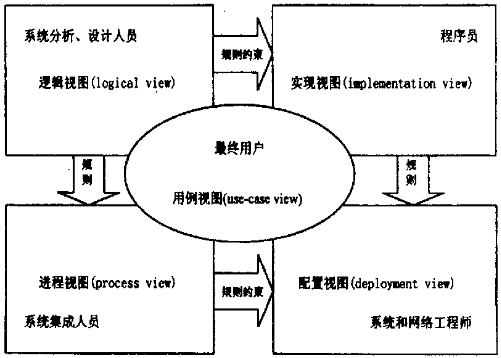 系统分析、设计人员
逻辑视图(logical view)
规则约束
程序员
实现视图(implementation view)
最终用户
用例视图(use-case view)
规
则
规
则
进程视图(process view)
系统集成人员
规则约束
配置视图(deployment view)
系统和网络工程师